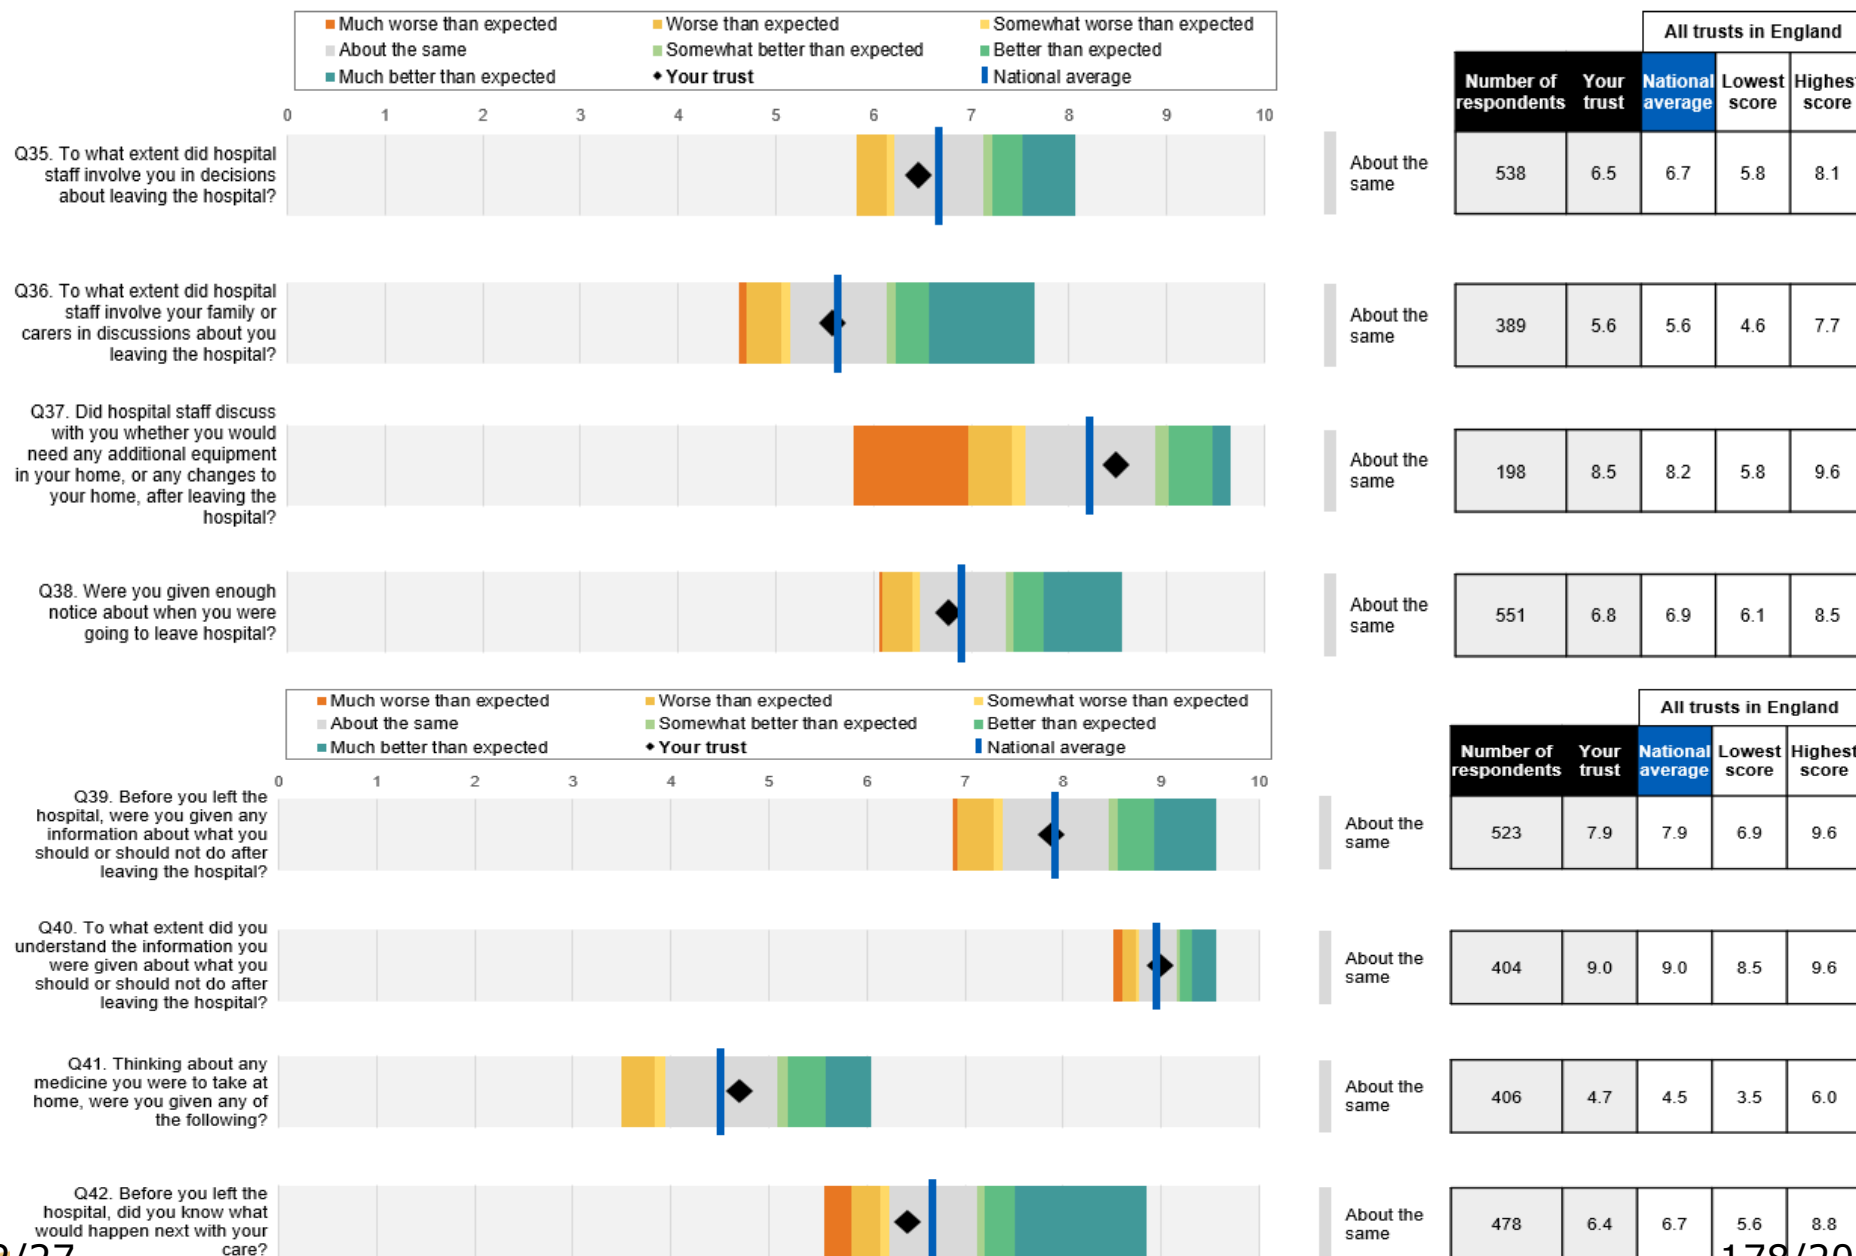 Much worse than expected
Worse than expected
Somewhat worse than expected
About the same
Somewhat better than expected
Better than expected
Much better than expected
Your trust
National average
All trusts in England
Number of respondents
Your trust
National average
Lowest score
Highest score
0 1 2 3 4 5 6 7 8 9 10
Q35. To what extent did hospital
staff involve you in decisions
about leaving the hospital?
About the
same
538 6.5 6.7 5.8 8.1
Q36. To what extent did hospital
staff involve your family or
carers in discussions about you
leaving the hospital?
About the
same
389 5.6 5.6 4.6 7.7
Q37. Did hospital staff discuss
with you whether you would
need any additional equipment
in your home, or any changes to
your home, after leaving the
hospital?
About the
same
198 8.5 8.2 5.8 9.6
Q38. Were you given enough
notice about when you were
going to leave hospital?
About the
same
551 6.8 6.9 6.1 8.5
Much worse than expected
Worse than expected
Somewhat worse than expected
About the same
Somewhat better than expected
Better than expected
Much better than expected
Your trust
National average
All trusts in England
Number of respondents
Your trust
National average
Lowest score
Highest score
0 1 2 3 4 5 6 7 8 9 10
Q39. Before you left the
hospital, were you given any
information about what you
should or should not do after
leaving the hospital?
About the
same
523 7.9 7.9 6.9 9.6
Q40. To what extent did you
understand the information you
were given about what you
should or should not do after
leaving the hospital?
About the
same
404 9.0 9.0 8.5 9.6
Q41. Thinking about any
medicine you were to take at
home, were you given any of
the following?
About the
same
406 4.7 4.5 3.5 6.0
Q42. Before you left the
hospital, did you know what
would happen next with your
care?
About the
same
478 6.4 6.7 5.6 8.8